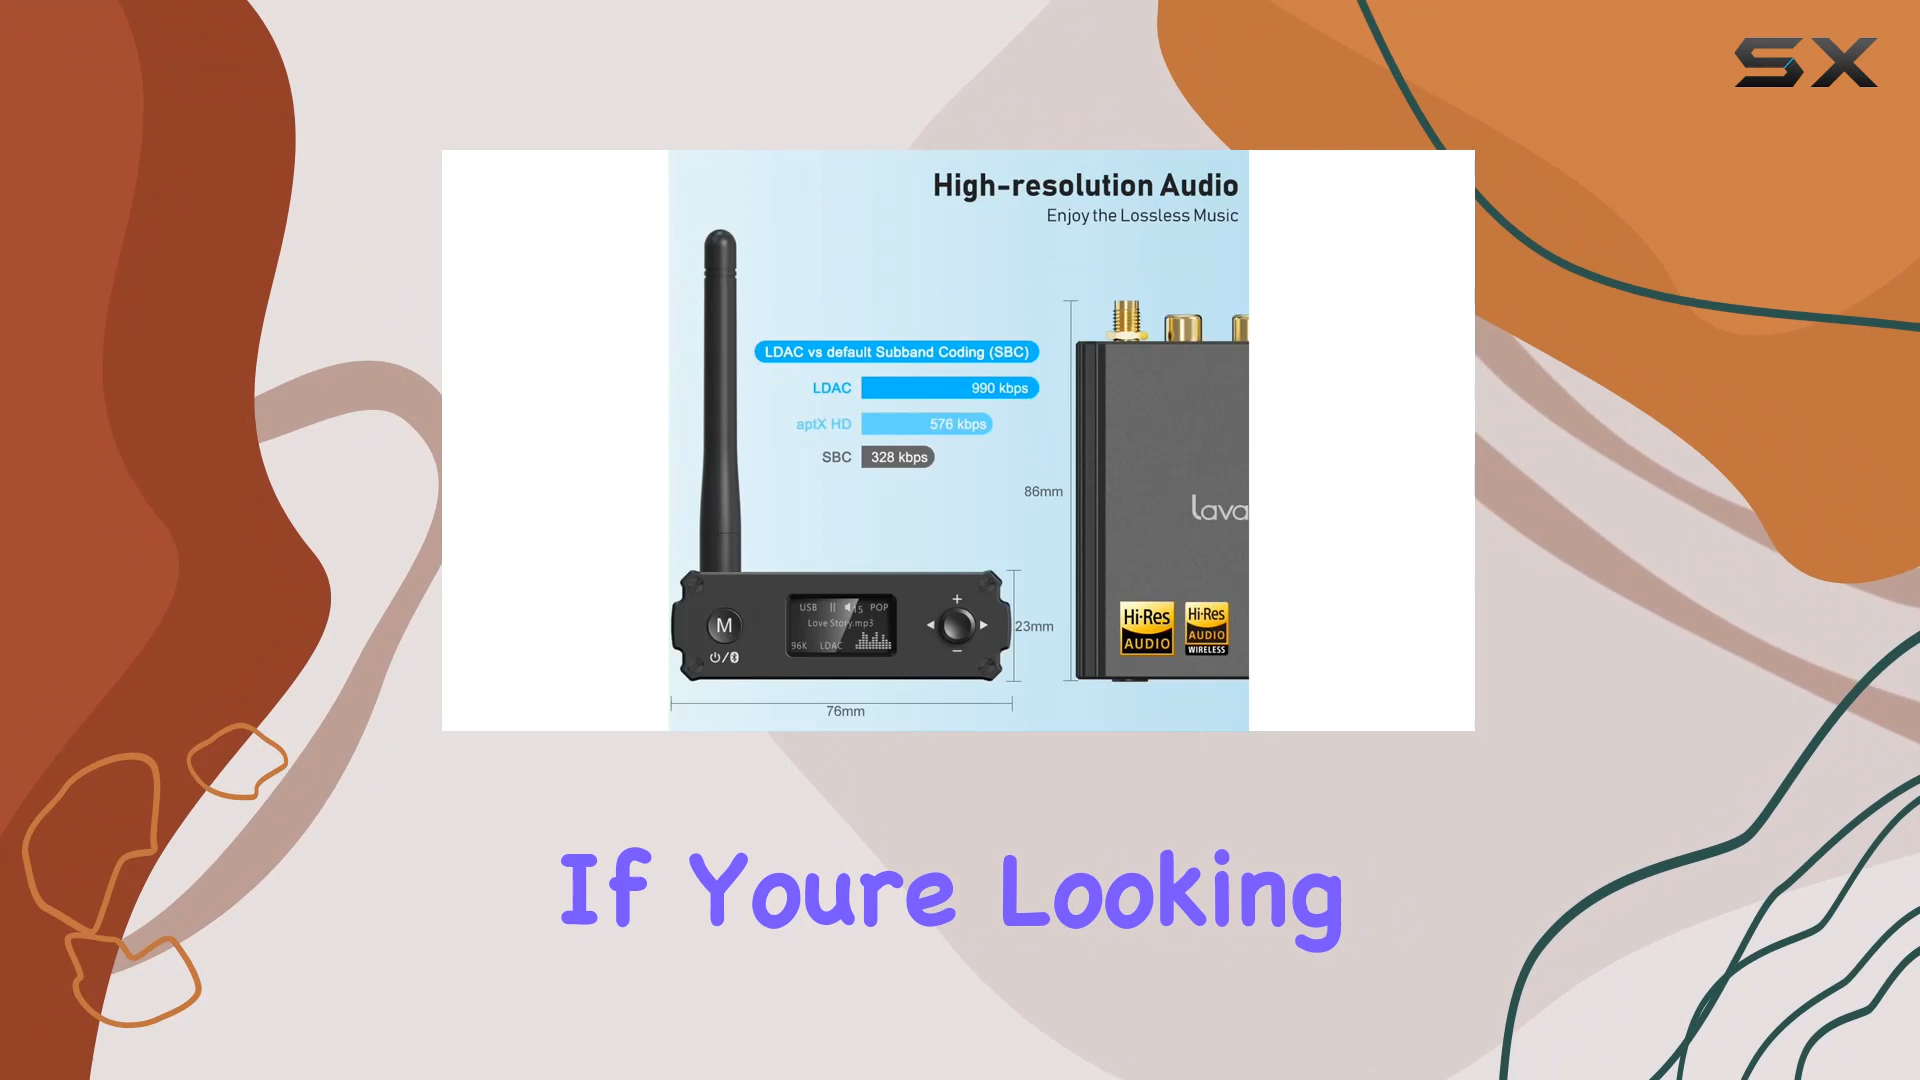 SX
High-resolution Audio
Enjoy the Lossless Music
LDAC vs default Subband Coding (SBC)
LDAC 990 kbps
aptX HD 576 kbps
SBC 328 kbps
86mm
lava
USB 15 POP
Love Story.mp3
96K LDAC
M
+
−
23mm
76mm
Hi-Res AUDIO
Hi-Res AUDIO WIRELESS
If Youre Looking